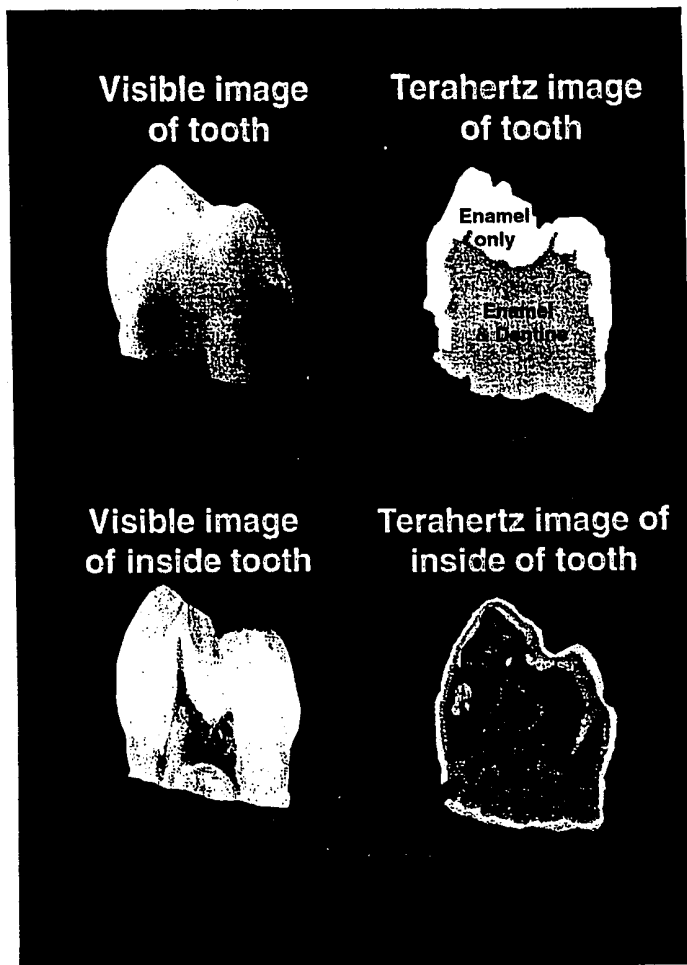 Visible image
of tooth
Terahertz image
of tooth
Enamel
only
Enamel
& Dentine
Visible image
of inside tooth
Terahertz image of
inside of tooth